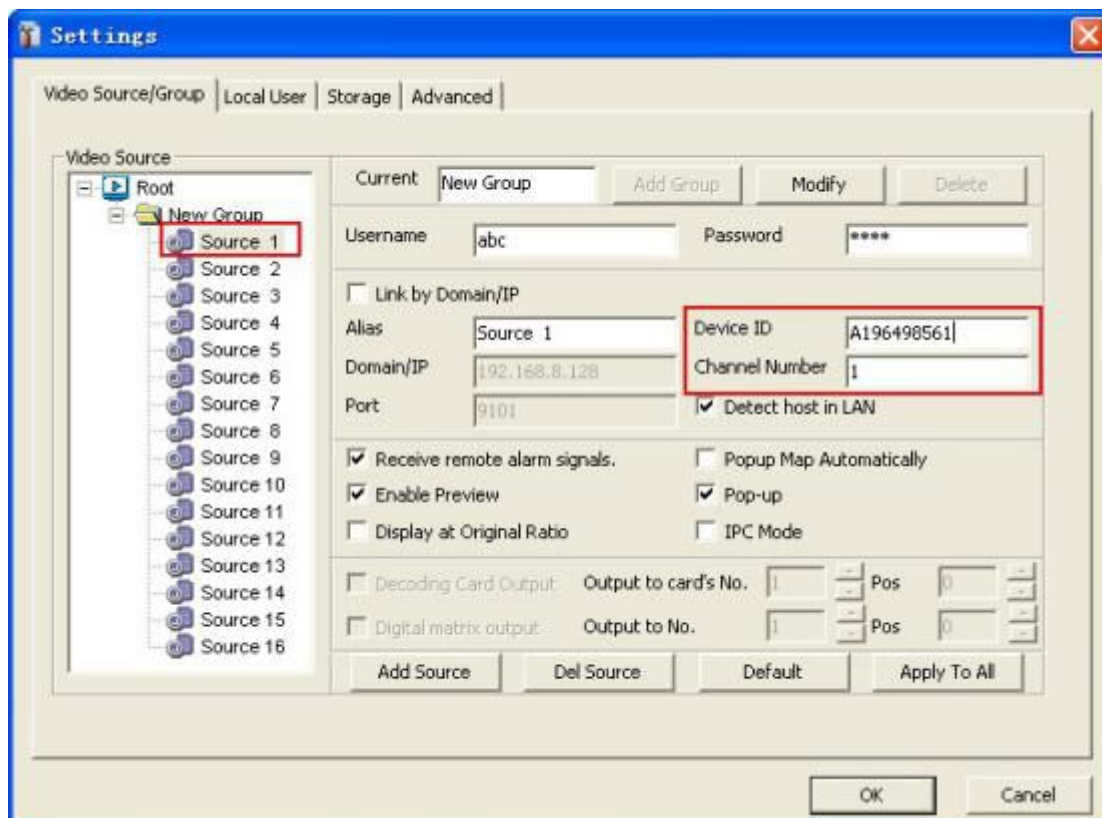 Settings
Video Source/Group Local User Storage Advanced
Video Source
Root
New Group
Source 1
Source 2
Source 3
Source 4
Source 5
Source 6
Source 7
Source 8
Source 9
Source 10
Source 11
Source 12
Source 13
Source 14
Source 15
Source 16
Current New Group Add Group Modify Delete
Username abc Password ****
Link by Domain/IP
Alias Source 1 Device ID A196498561
Domain/IP 192.168.8.128 Channel Number 1
Port 9101 Detect host in LAN
Receive remote alarm signals. Popup Map Automatically
Enable Preview Pop-up
Display at Original Ratio IPC Mode
Decoding Card Output Output to card's No. 1 Pos 0
Digital matrix output Output to No. 1 Pos 0
Add Source Del Source Default Apply To All
OK Cancel